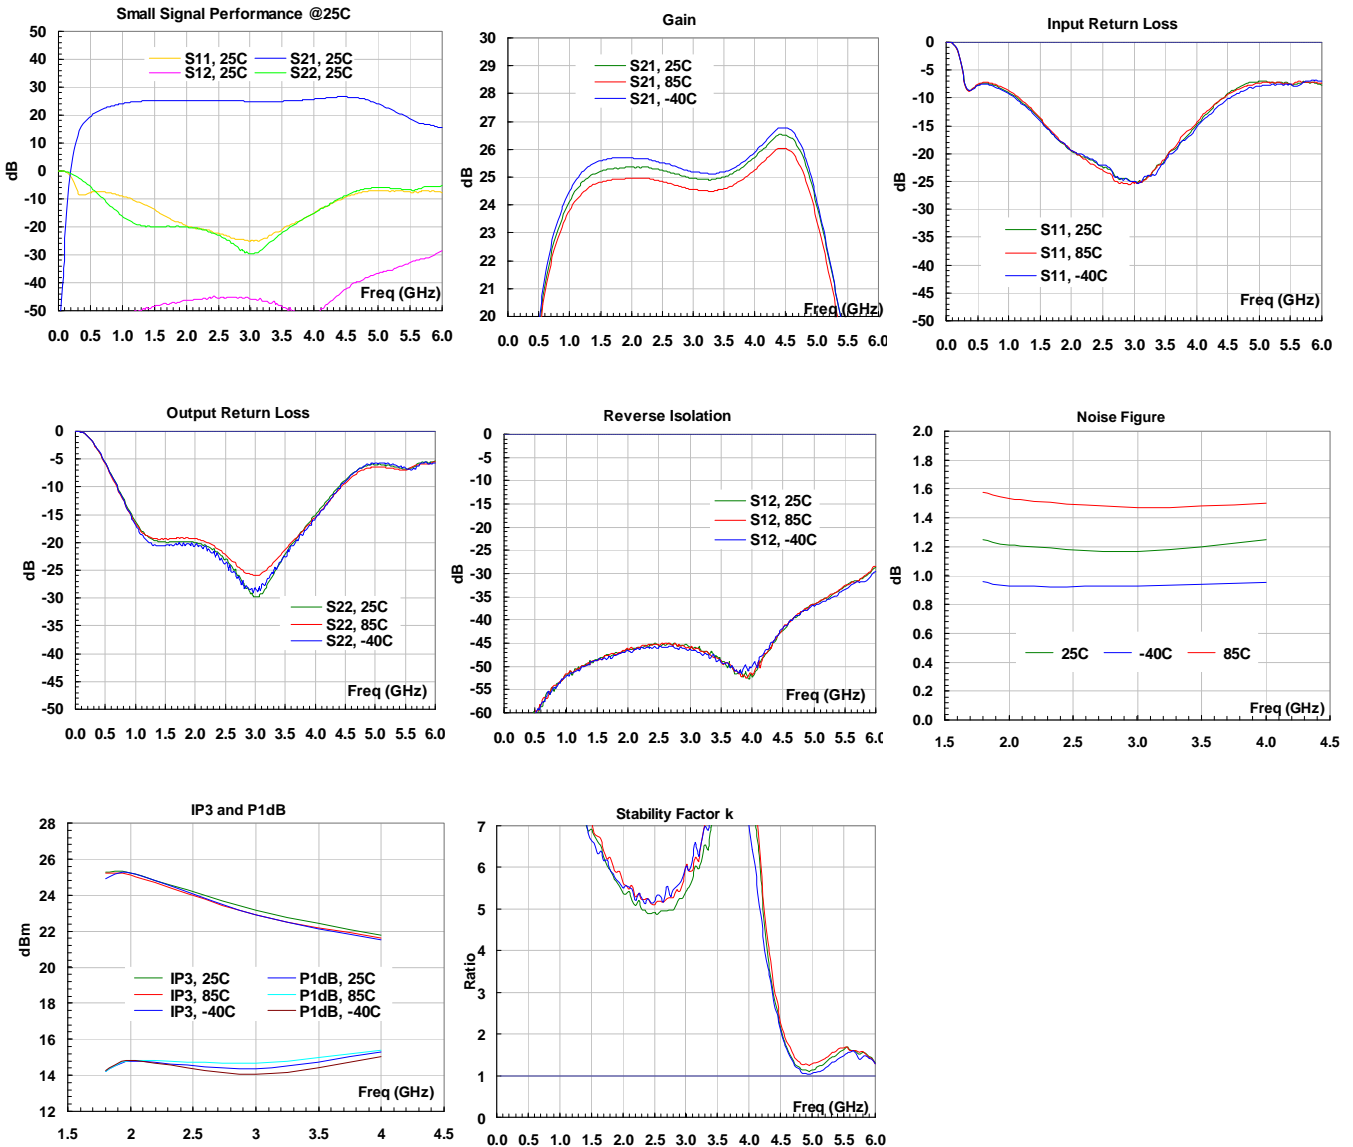 Small Signal Performance @25C
50
40
30
20
10
0
-10
-20
-30
-40
-50
dB
S11, 25C
S21, 25C
S12, 25C
S22, 25C
Freq (GHz)
0.0 0.5 1.0 1.5 2.0 2.5 3.0 3.5 4.0 4.5 5.0 5.5 6.0
Gain
30
29
28
27
26
25
24
23
22
21
20
dB
S21, 25C
S21, 85C
S21, -40C
Freq (GHz)
0.0 0.5 1.0 1.5 2.0 2.5 3.0 3.5 4.0 4.5 5.0 5.5 6.0
Input Return Loss
0
-5
-10
-15
-20
-25
-30
-35
-40
-45
-50
dB
S11, 25C
S11, 85C
S11, -40C
Freq (GHz)
0.0 0.5 1.0 1.5 2.0 2.5 3.0 3.5 4.0 4.5 5.0 5.5 6.0
Output Return Loss
0
-5
-10
-15
-20
-25
-30
-35
-40
-45
-50
dB
S22, 25C
S22, 85C
S22, -40C
Freq (GHz)
0.0 0.5 1.0 1.5 2.0 2.5 3.0 3.5 4.0 4.5 5.0 5.5 6.0
Reverse Isolation
0
-5
-10
-15
-20
-25
-30
-35
-40
-45
-50
-55
-60
dB
S12, 25C
S12, 85C
S12, -40C
Freq (GHz)
0.0 0.5 1.0 1.5 2.0 2.5 3.0 3.5 4.0 4.5 5.0 5.5 6.0
Noise Figure
2.0
1.8
1.6
1.4
1.2
1.0
0.8
0.6
0.4
0.2
0.0
dB
25C
-40C
85C
Freq (GHz)
1.5 2.0 2.5 3.0 3.5 4.0 4.5
IP3 and P1dB
28
26
24
22
20
18
16
14
12
dBm
IP3, 25C
P1dB, 25C
IP3, 85C
P1dB, 85C
IP3, -40C
P1dB, -40C
Freq (GHz)
1.5 2 2.5 3 3.5 4 4.5
Stability Factor k
7
6
5
4
3
2
1
0
Ratio
Freq (GHz)
0.0 0.5 1.0 1.5 2.0 2.5 3.0 3.5 4.0 4.5 5.0 5.5 6.0